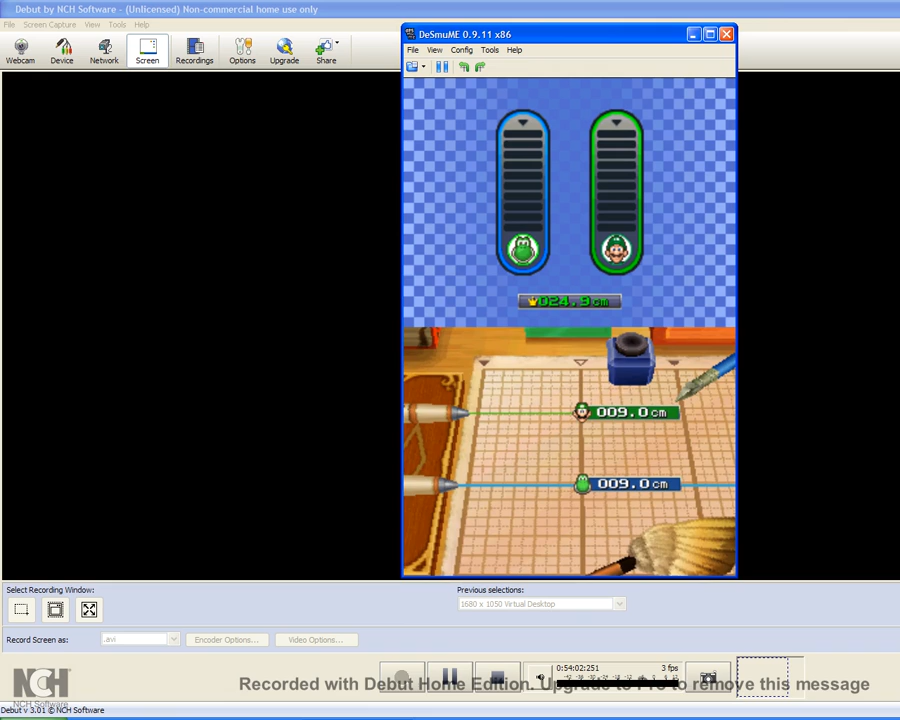 Debut by NCH Software - (Unlicensed) Non-commercial home use only
File Screen Capture View Tools Help
Webcam Device Network Screen Recordings Options Upgrade Share
DeSmuME 0.9.11 x86
File View Config Tools Help
024.9cm
009.0cm
009.0cm
Select Recording Window:
Previous selections:
1680 x 1050 Virtual Desktop
Record Screen as:
.avi
Encoder Options...
Video Options...
0:54:02:251
3 fps
NCH
NCH Software
Recorded with Debut Home Edition. Upgrade to Pro to remove this message
Debut v 3.01 © NCH Software